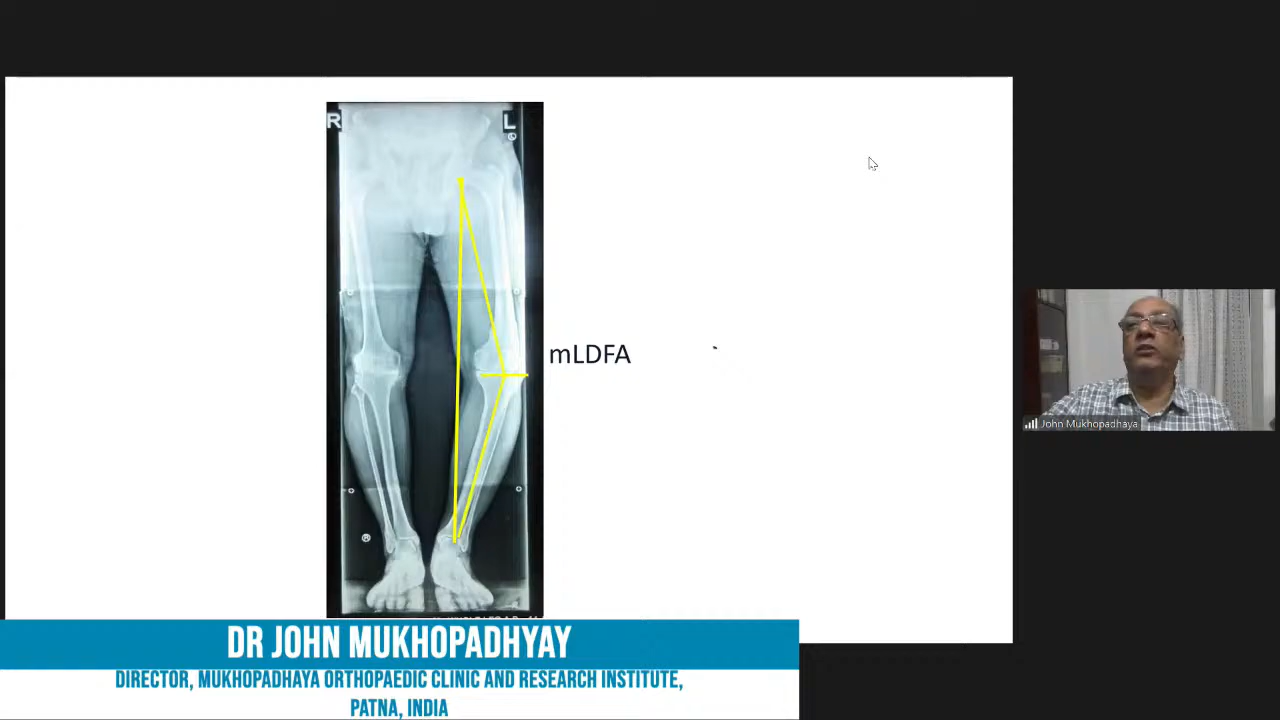 R
L
mLDFA
John Mukhopadhaya
DR JOHN MUKHOPADHYAY
DIRECTOR, MUKHOPADHAYA ORTHOPAEDIC CLINIC AND RESEARCH INSTITUTE,
PATNA, INDIA